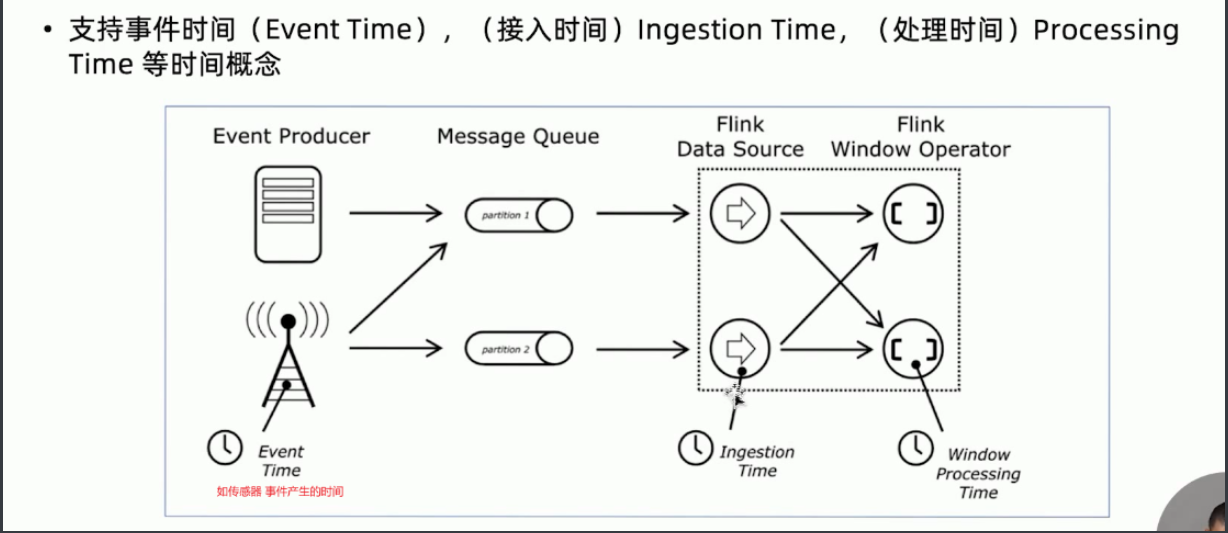 • 支持事件时间（Event Time），（接入时间）Ingestion Time，（处理时间）Processing
Time 等时间概念
Event Producer
Message Queue
Flink
Data Source
Flink
Window Operator
partition 1
partition 2
Event
Time
如传感器 事件产生的时间
Ingestion
Time
Window
Processing
Time